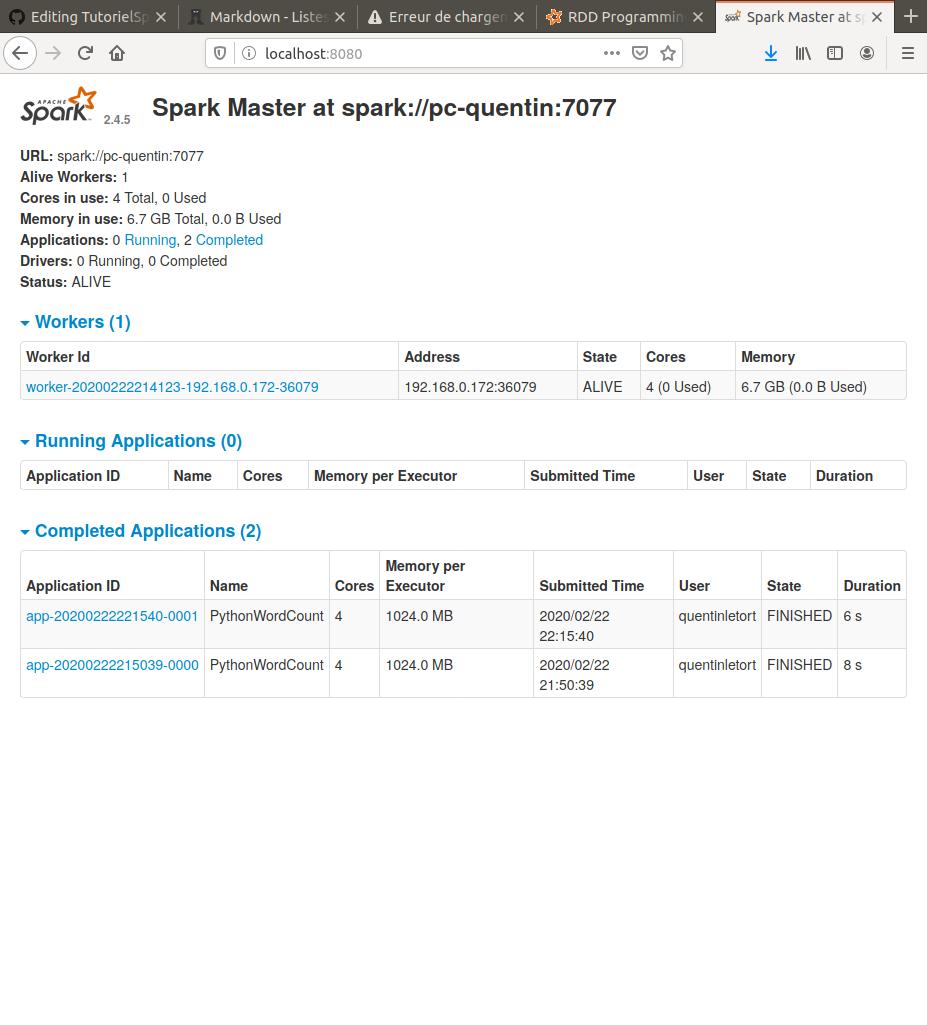 Editing TutorielSp
Markdown - Listes
Erreur de chargem
RDD Programmin
Spark Master at sp
localhost:8080
APACHE
Spark 2.4.5
Spark Master at spark://pc-quentin:7077
URL: spark://pc-quentin:7077
Alive Workers: 1
Cores in use: 4 Total, 0 Used
Memory in use: 6.7 GB Total, 0.0 B Used
Applications: 0 Running, 2 Completed
Drivers: 0 Running, 0 Completed
Status: ALIVE
Workers (1)
Worker Id Address State Cores Memory
worker-20200222214123-192.168.0.172-36079 192.168.0.172:36079 ALIVE 4 (0 Used) 6.7 GB (0.0 B Used)
Running Applications (0)
Application ID Name Cores Memory per Executor Submitted Time User State Duration
Completed Applications (2)
Application ID Name Cores Memory per Executor Submitted Time User State Duration
app-20200222221540-0001 PythonWordCount 4 1024.0 MB 2020/02/22 22:15:40 quentinletort FINISHED 6 s
app-20200222215039-0000 PythonWordCount 4 1024.0 MB 2020/02/22 21:50:39 quentinletort FINISHED 8 s